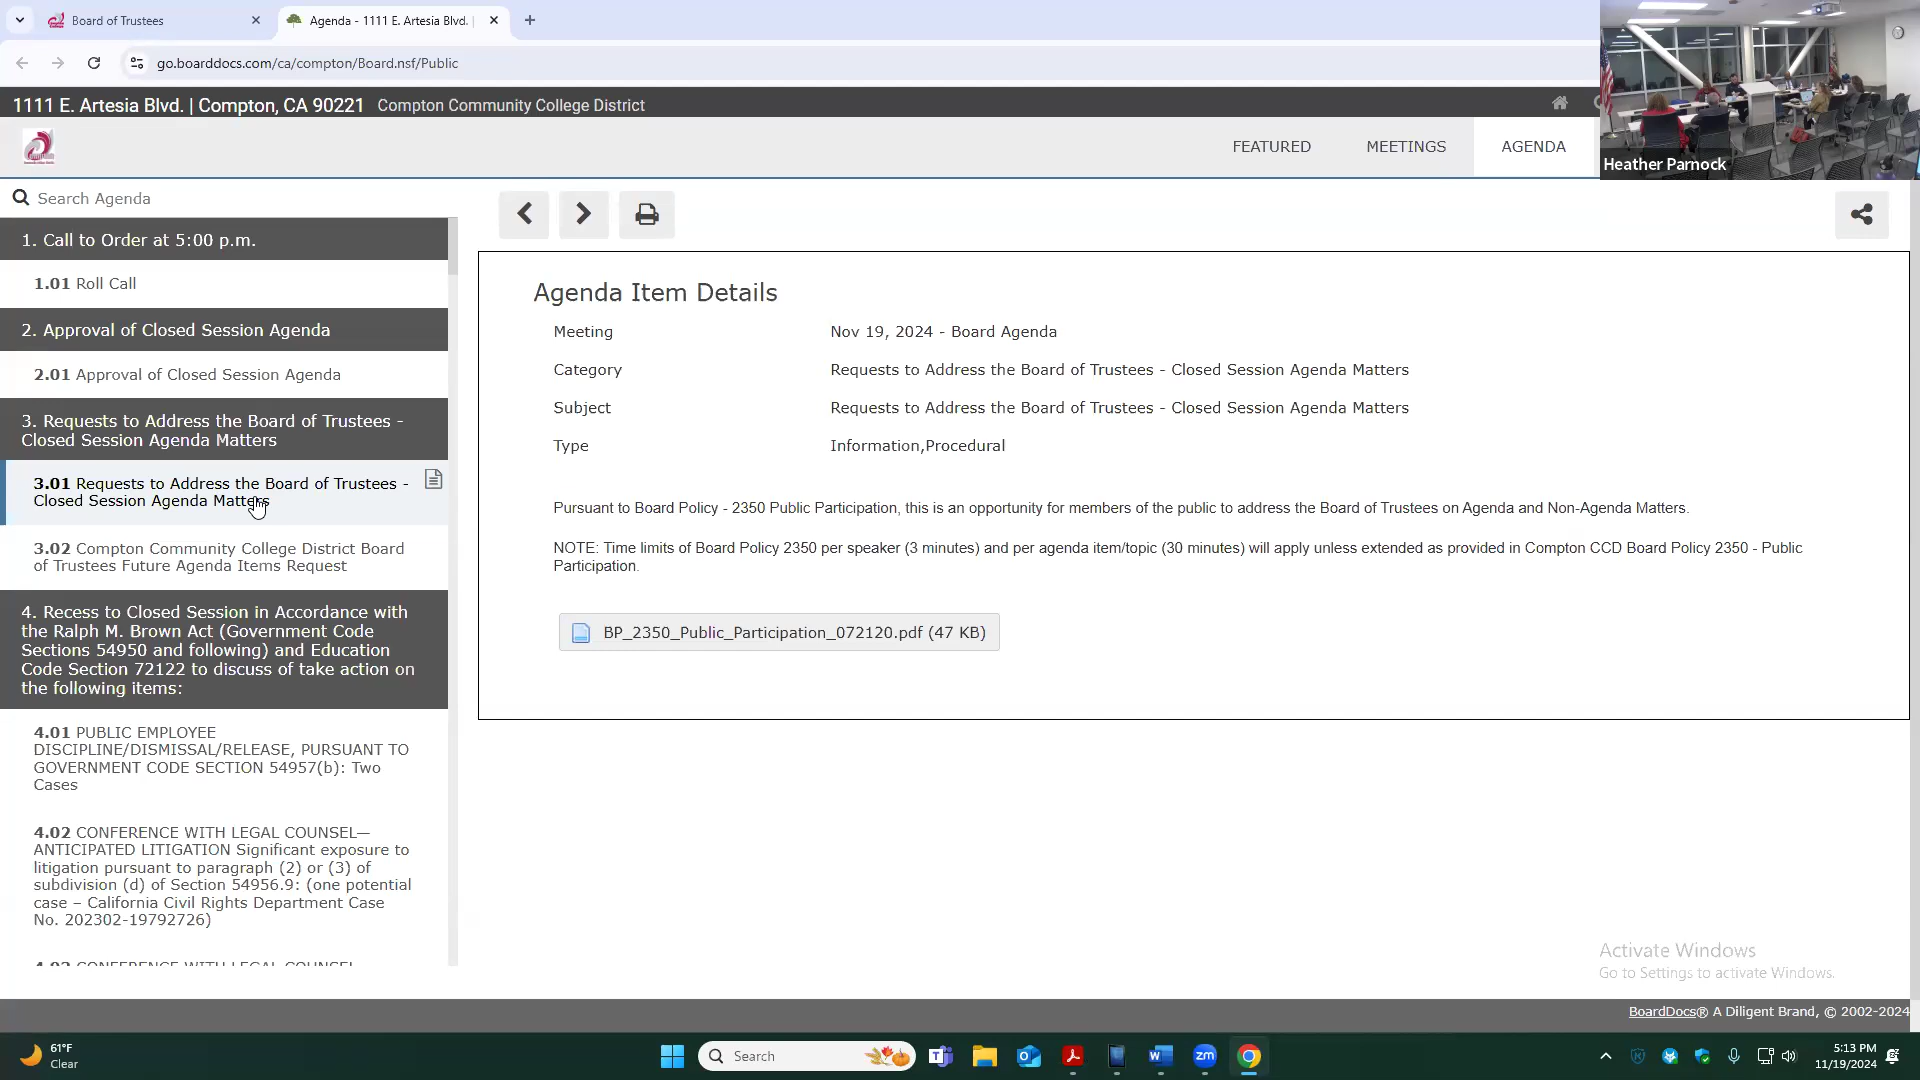 Board of Trustees
Agenda - 1111 E. Artesia Blvd.
go.boarddocs.com/ca/compton/Board.nsf/Public
1111 E. Artesia Blvd. | Compton, CA 90221 Compton Community College District
FEATURED MEETINGS AGENDA
Heather Parnock
Search Agenda
1. Call to Order at 5:00 p.m.
1.01 Roll Call
2. Approval of Closed Session Agenda
2.01 Approval of Closed Session Agenda
3. Requests to Address the Board of Trustees -
Closed Session Agenda Matters
3.01 Requests to Address the Board of Trustees -
Closed Session Agenda Matters
3.02 Compton Community College District Board
of Trustees Future Agenda Items Request
4. Recess to Closed Session in Accordance with
the Ralph M. Brown Act (Government Code
Sections 54950 and following) and Education
Code Section 72122 to discuss of take action on
the following items:
4.01 PUBLIC EMPLOYEE
DISCIPLINE/DISMISSAL/RELEASE, PURSUANT TO
GOVERNMENT CODE SECTION 54957(b): Two
Cases
4.02 CONFERENCE WITH LEGAL COUNSEL—
ANTICIPATED LITIGATION Significant exposure to
litigation pursuant to paragraph (2) or (3) of
subdivision (d) of Section 54956.9: (one potential
case – California Civil Rights Department Case
No. 202302-19792726)
Agenda Item Details
Meeting Nov 19, 2024 - Board Agenda
Category Requests to Address the Board of Trustees - Closed Session Agenda Matters
Subject Requests to Address the Board of Trustees - Closed Session Agenda Matters
Type Information,Procedural
Pursuant to Board Policy - 2350 Public Participation, this is an opportunity for members of the public to address the Board of Trustees on Agenda and Non-Agenda Matters.
NOTE: Time limits of Board Policy 2350 per speaker (3 minutes) and per agenda item/topic (30 minutes) will apply unless extended as provided in Compton CCD Board Policy 2350 - Public
Participation.
BP_2350_Public_Participation_072120.pdf (47 KB)
Activate Windows
Go to Settings to activate Windows.
BoardDocs® A Diligent Brand, © 2002-2024
61°F
Clear
Search
zm
5:13 PM
11/19/2024